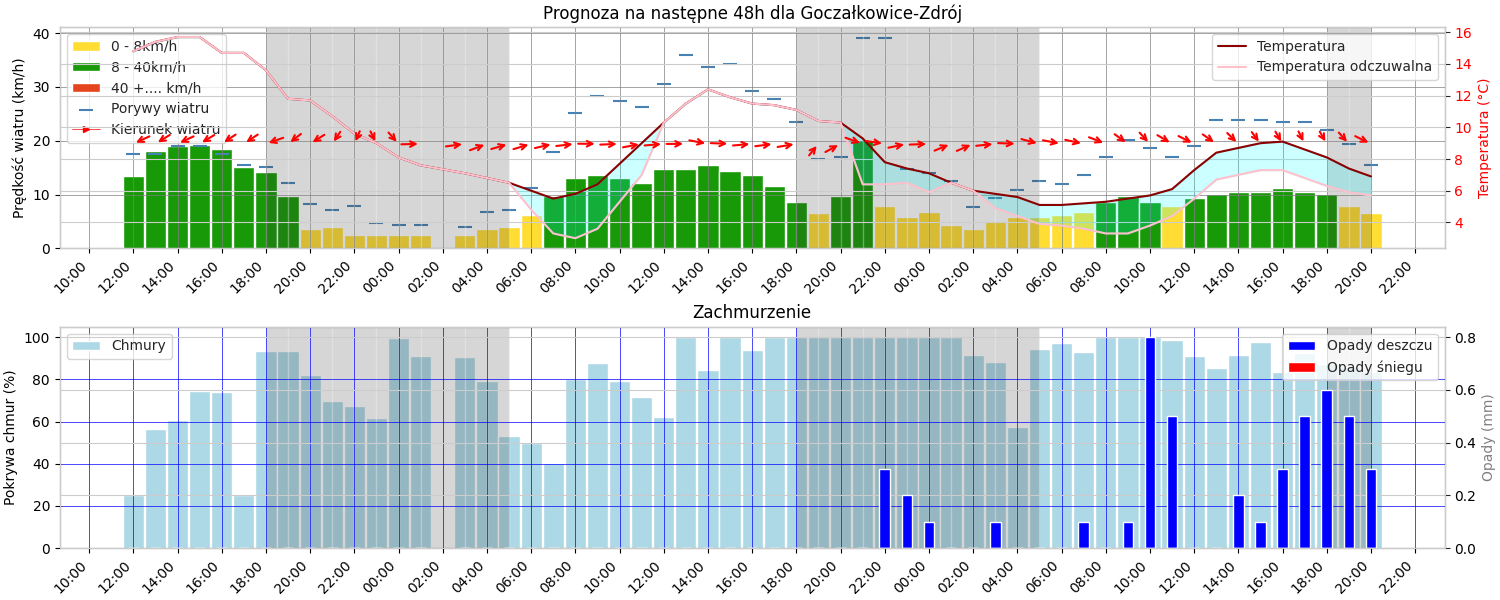 Prognoza na następne 48h dla Goczałkowice-Zdrój
Prędkość wiatru (km/h)
40
30
20
10
0
0 - 8km/h
8 - 40km/h
40 +.... km/h
Porywy wiatru
Kierunek wiatru
Temperatura
Temperatura odczuwalna
16
14
12
10
8
6
4
Temperatura (°C)
10:00 12:00 14:00 16:00 18:00 20:00 22:00 00:00 02:00 04:00 06:00 08:00 10:00 12:00 14:00 16:00 18:00 20:00 22:00 00:00 02:00 04:00 06:00 08:00 10:00 12:00 14:00 16:00 18:00 20:00 22:00
Zachmurzenie
Pokrywa chmur (%)
100
80
60
40
20
0
Chmury
Opady deszczu
Opady śniegu
0.8
0.6
0.4
0.2
0.0
Opady (mm)
10:00 12:00 14:00 16:00 18:00 20:00 22:00 00:00 02:00 04:00 06:00 08:00 10:00 12:00 14:00 16:00 18:00 20:00 22:00 00:00 02:00 04:00 06:00 08:00 10:00 12:00 14:00 16:00 18:00 20:00 22:00